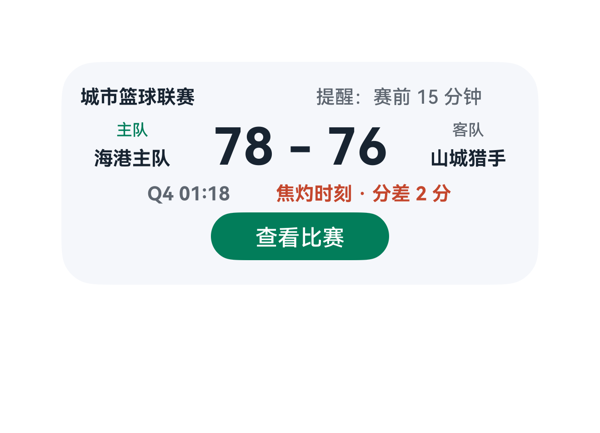 城市篮球联赛 提醒：赛前 15 分钟
主队 客队
海港主队 78 – 76 山城猎手
Q4 01:18 焦灼时刻 · 分差 2 分
查看比赛